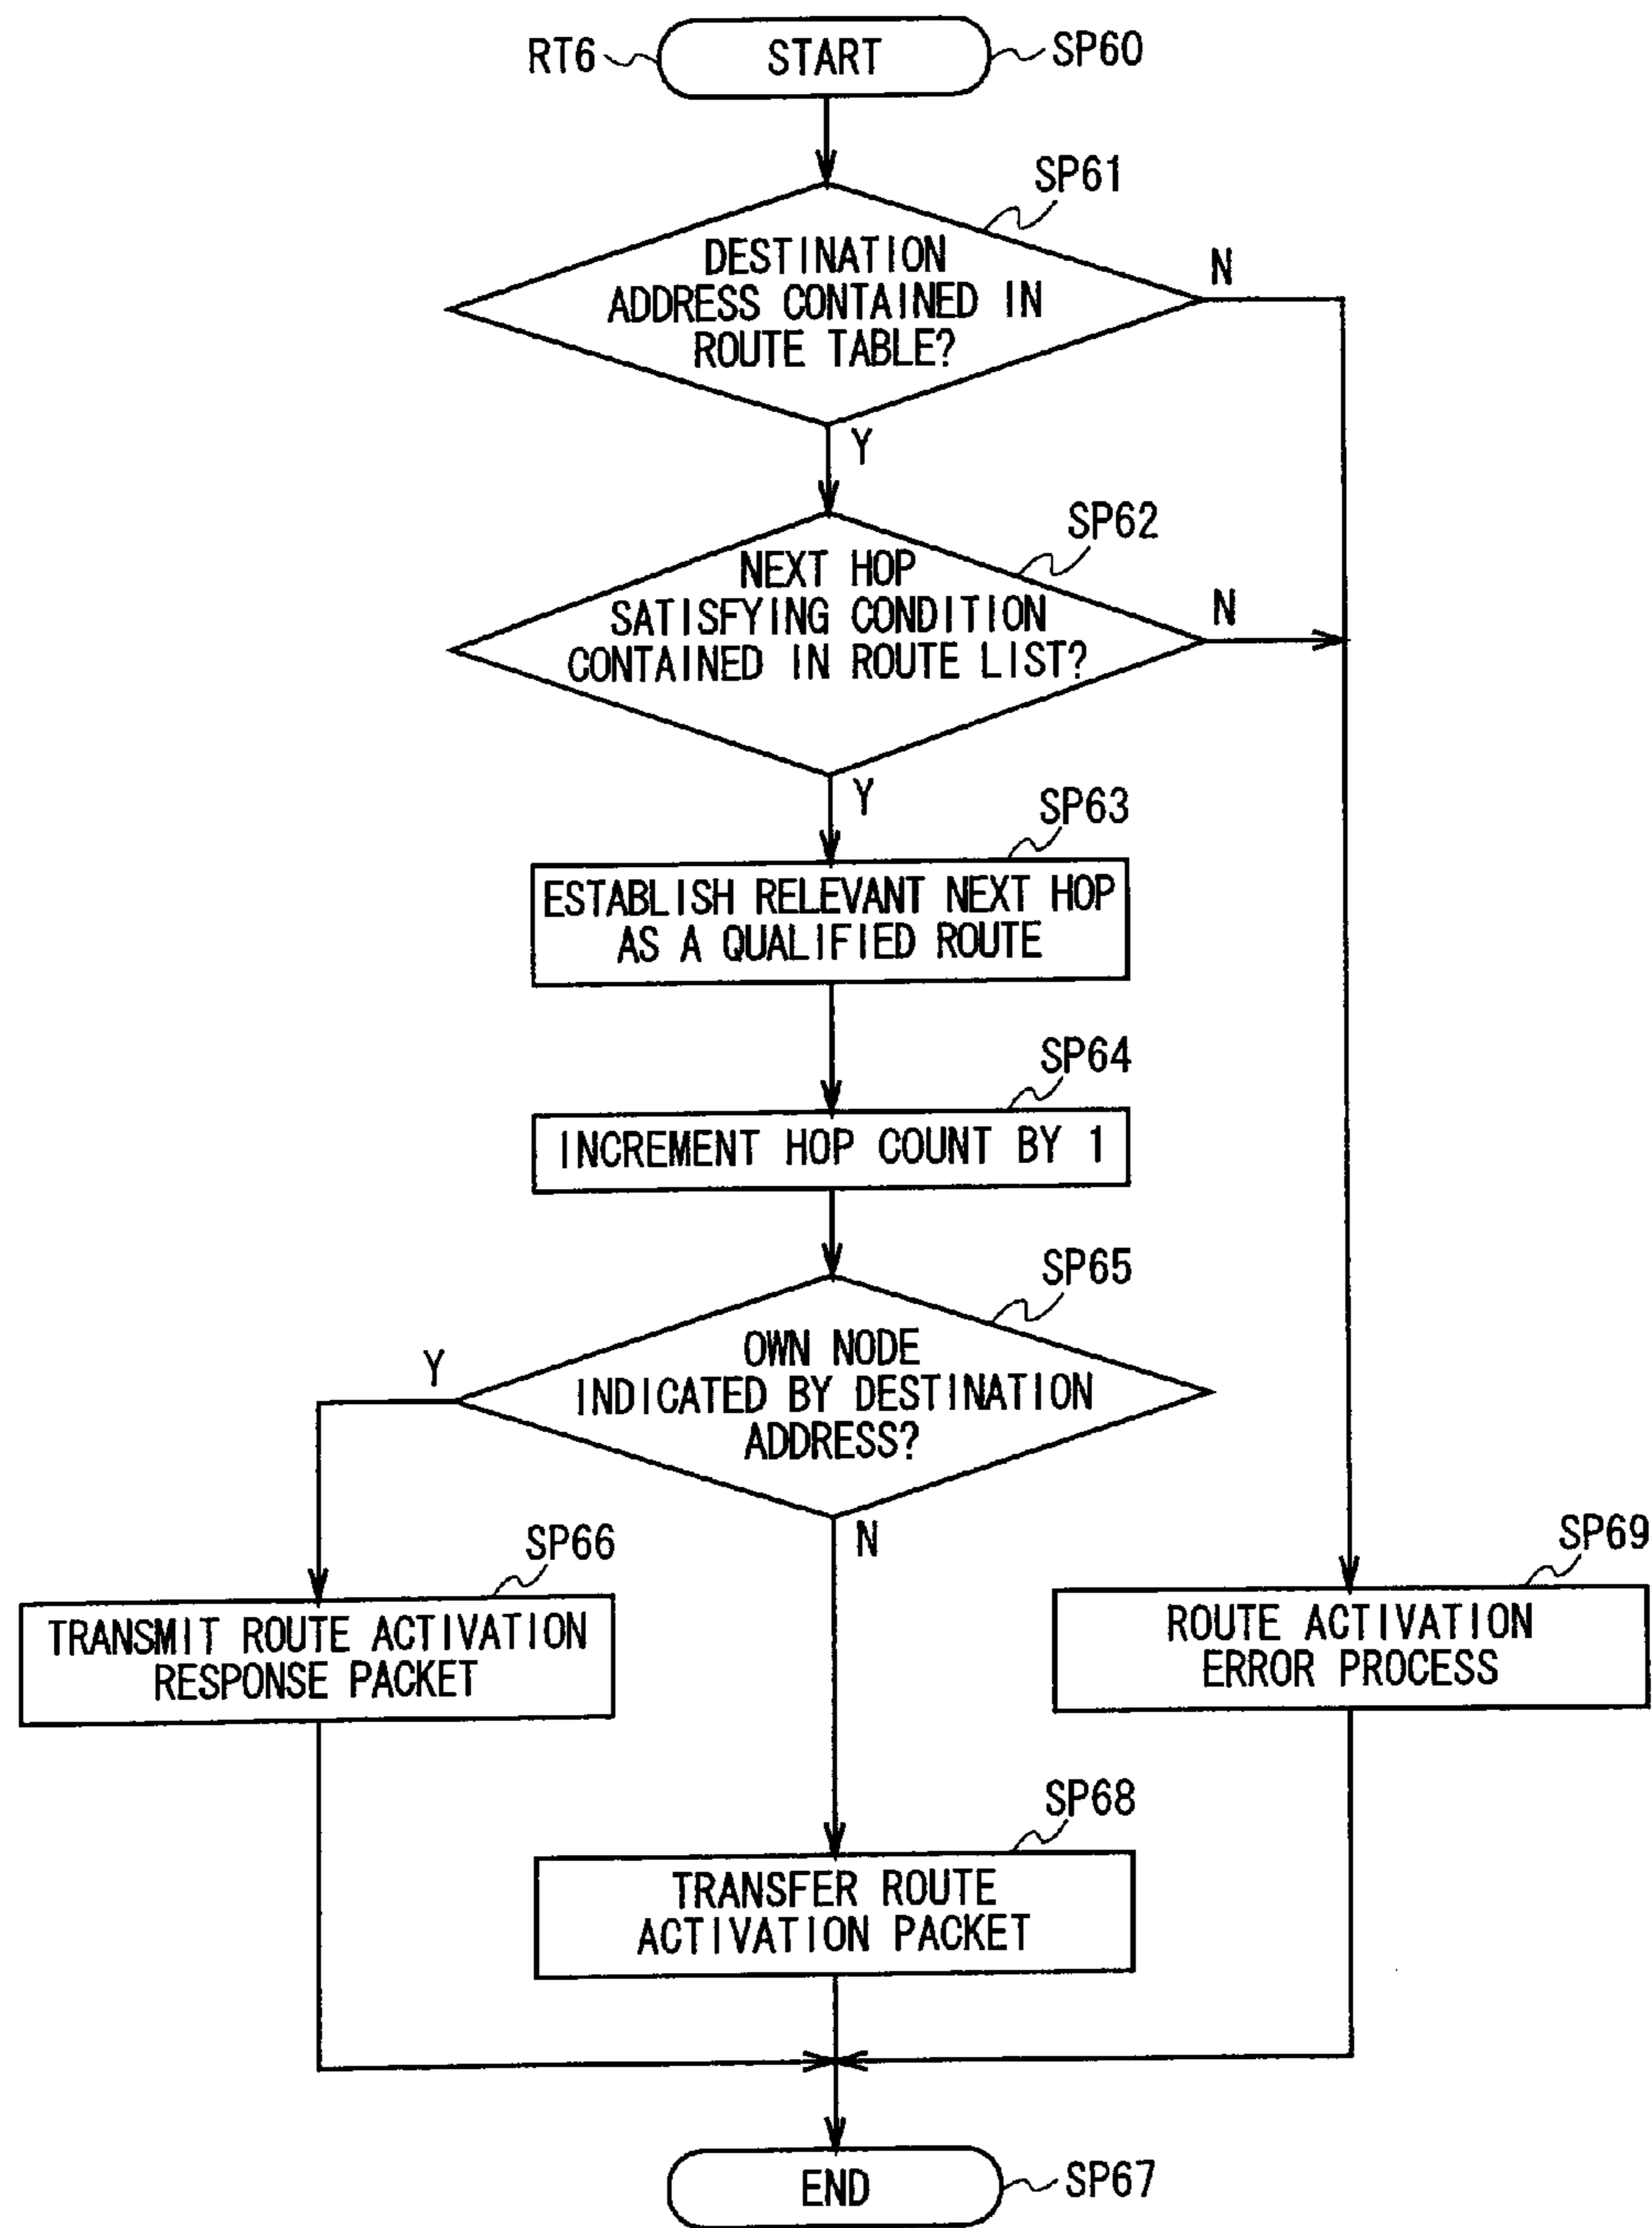 RT6
START
SP60
SP61
DESTINATION
ADDRESS CONTAINED IN
ROUTE TABLE?
N
Y
SP62
NEXT HOP
SATISFYING CONDITION
CONTAINED IN ROUTE LIST?
N
Y
SP63
ESTABLISH RELEVANT NEXT HOP
AS A QUALIFIED ROUTE
SP64
INCREMENT HOP COUNT BY 1
SP65
OWN NODE
INDICATED BY DESTINATION
ADDRESS?
Y
N
SP66
TRANSMIT ROUTE ACTIVATION
RESPONSE PACKET
SP69
ROUTE ACTIVATION
ERROR PROCESS
SP68
TRANSFER ROUTE
ACTIVATION PACKET
END
SP67